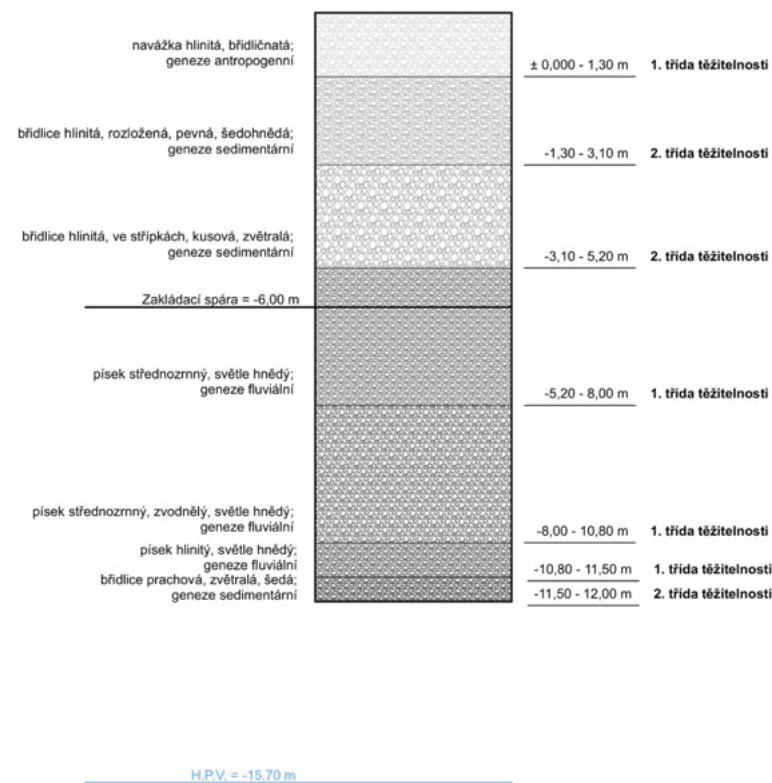 navážka hlinitá, břidličnatá;
geneze antropogenní
± 0,000 - 1,30 m 1. třída těžitelnosti
břidlice hlinitá, rozložená, pevná, šedohnědá;
geneze sedimentární
-1,30 - 3,10 m 2. třída těžitelnosti
břidlice hlinitá, ve střípkách, kusová, zvětralá;
geneze sedimentární
-3,10 - 5,20 m 2. třída těžitelnosti
Zakládací spára = -6,00 m
písek střednozrnný, světle hnědý;
geneze fluviální
-5,20 - 8,00 m 1. třída těžitelnosti
písek střednozrnný, zvodnělý, světle hnědý;
geneze fluviální
-8,00 - 10,80 m 1. třída těžitelnosti
písek hlinitý, světle hnědý;
geneze fluviální
-10,80 - 11,50 m 1. třída těžitelnosti
břidlice prachová, zvětralá, šedá;
geneze sedimentární
-11,50 - 12,00 m 2. třída těžitelnosti
H.P.V. = -15,70 m